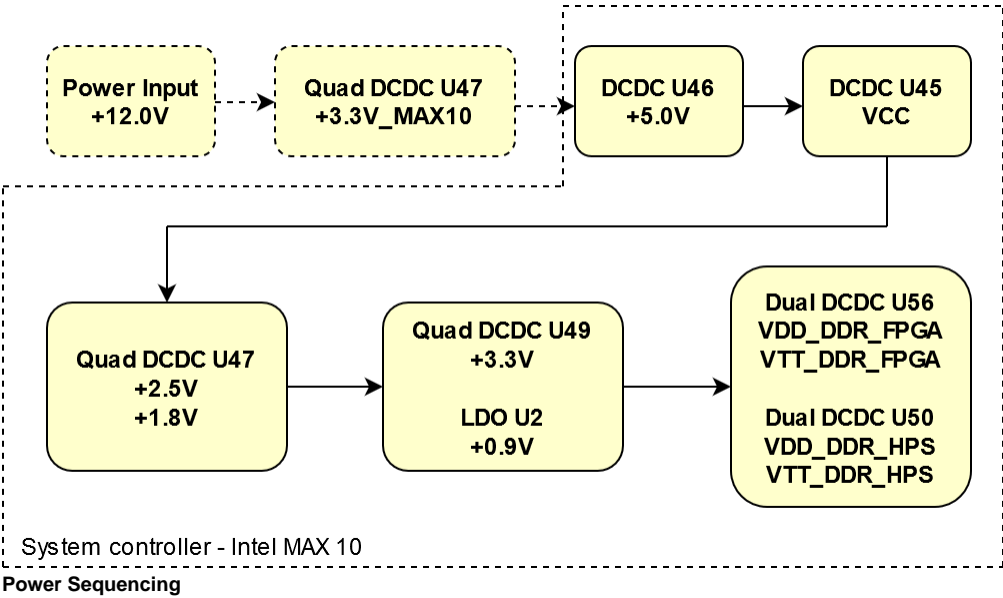 Power Input
+12.0V
Quad DCDC U47
+3.3V_MAX10
DCDC U46
+5.0V
DCDC U45
VCC
Quad DCDC U47
+2.5V
+1.8V
Quad DCDC U49
+3.3V
LDO U2
+0.9V
Dual DCDC U56
VDD_DDR_FPGA
VTT_DDR_FPGA
Dual DCDC U50
VDD_DDR_HPS
VTT_DDR_HPS
System controller - Intel MAX 10
Power Sequencing